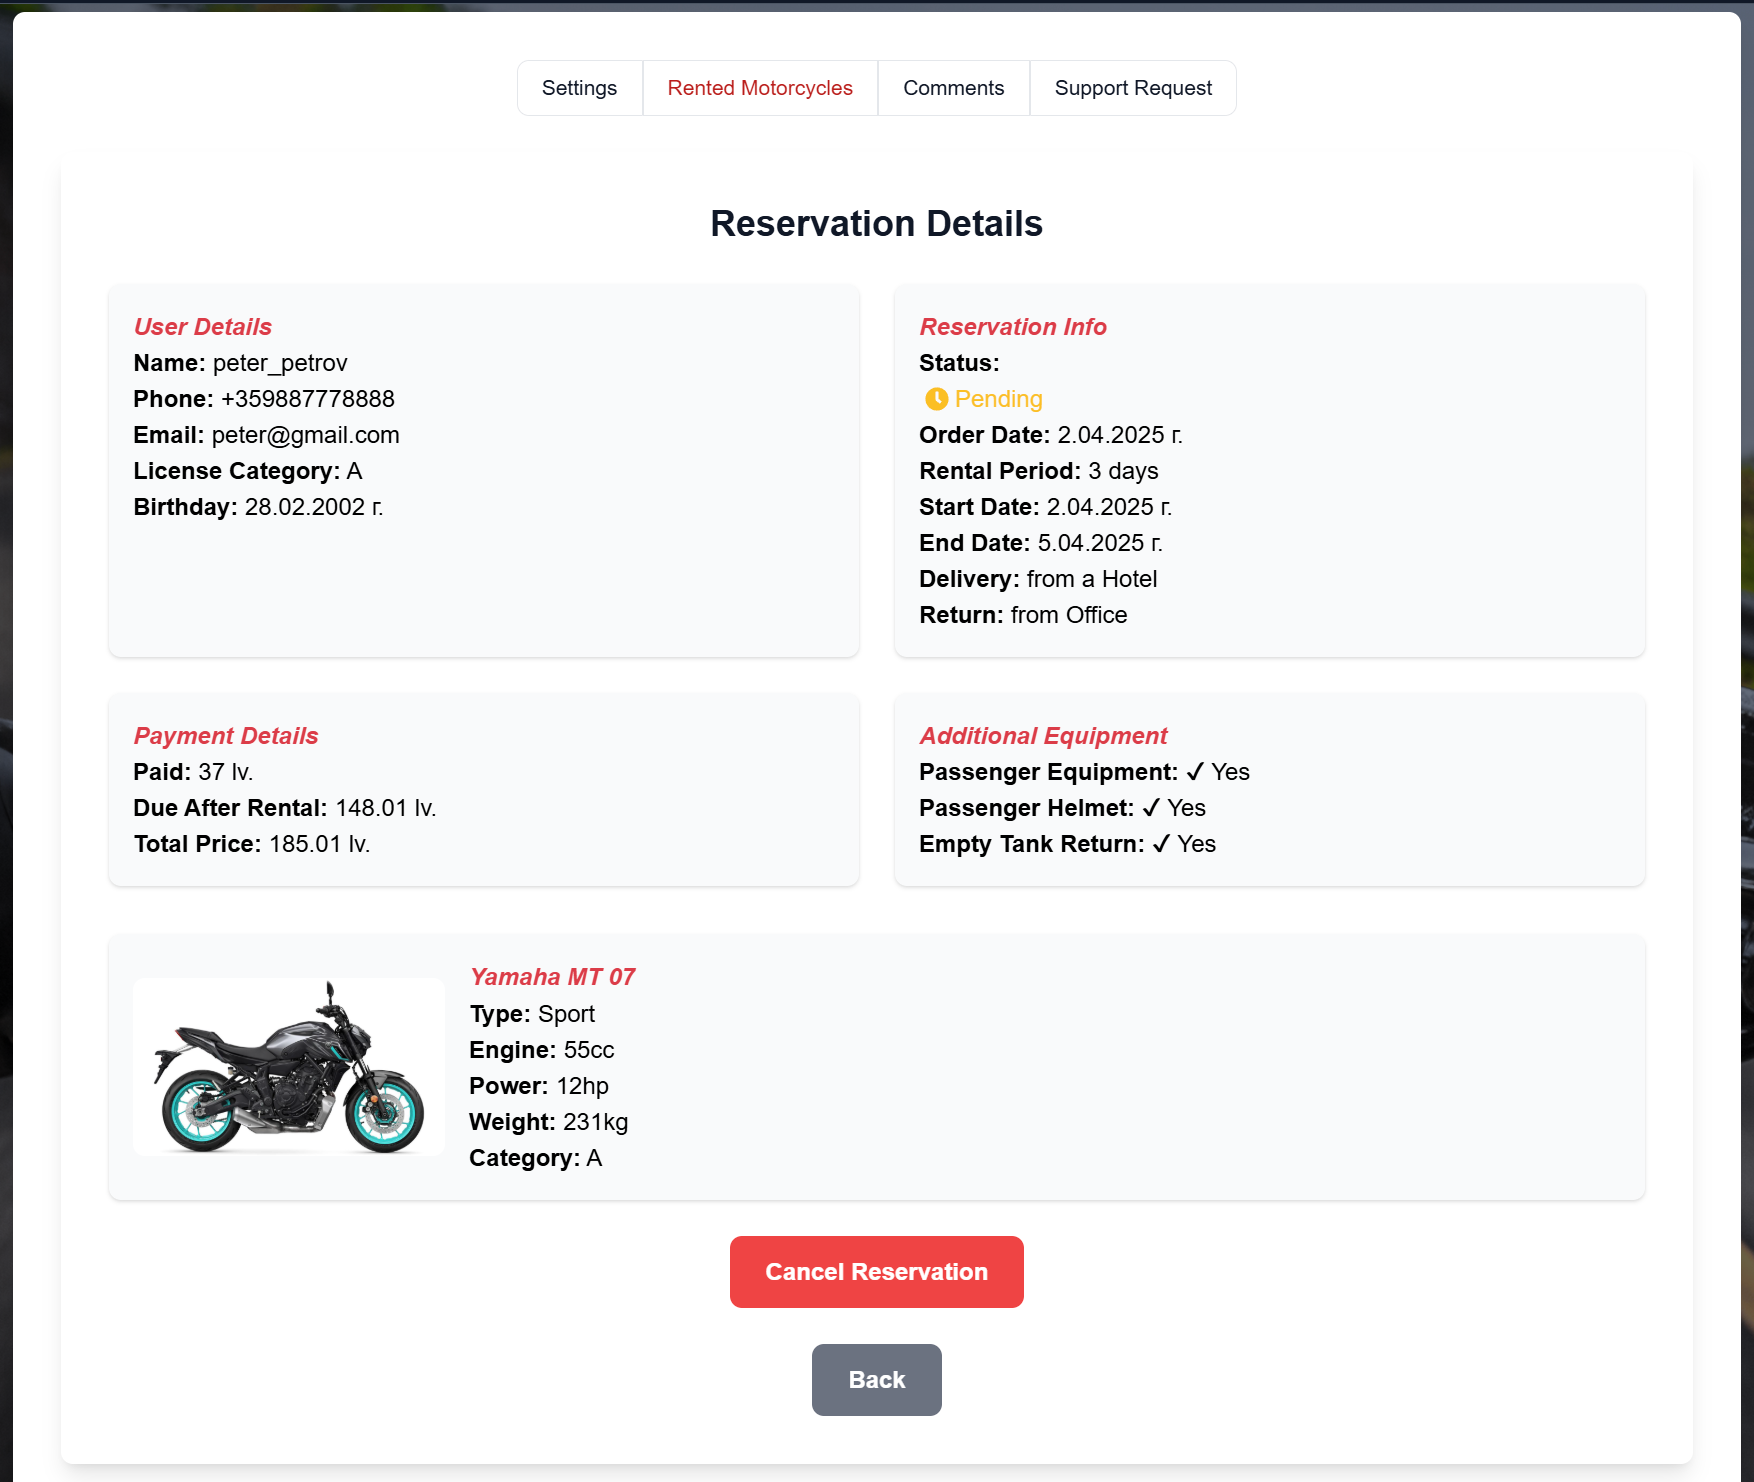 Settings
Rented Motorcycles
Comments
Support Request
Reservation Details
User Details
Name: peter_petrov
Phone: +359887778888
Email: peter@gmail.com
License Category: A
Birthday: 28.02.2002 г.
Reservation Info
Status:
Pending
Order Date: 2.04.2025 г.
Rental Period: 3 days
Start Date: 2.04.2025 г.
End Date: 5.04.2025 г.
Delivery: from a Hotel
Return: from Office
Payment Details
Paid: 37 lv.
Due After Rental: 148.01 lv.
Total Price: 185.01 lv.
Additional Equipment
Passenger Equipment: ✓ Yes
Passenger Helmet: ✓ Yes
Empty Tank Return: ✓ Yes
Yamaha MT 07
Type: Sport
Engine: 55cc
Power: 12hp
Weight: 231kg
Category: A
Cancel Reservation
Back